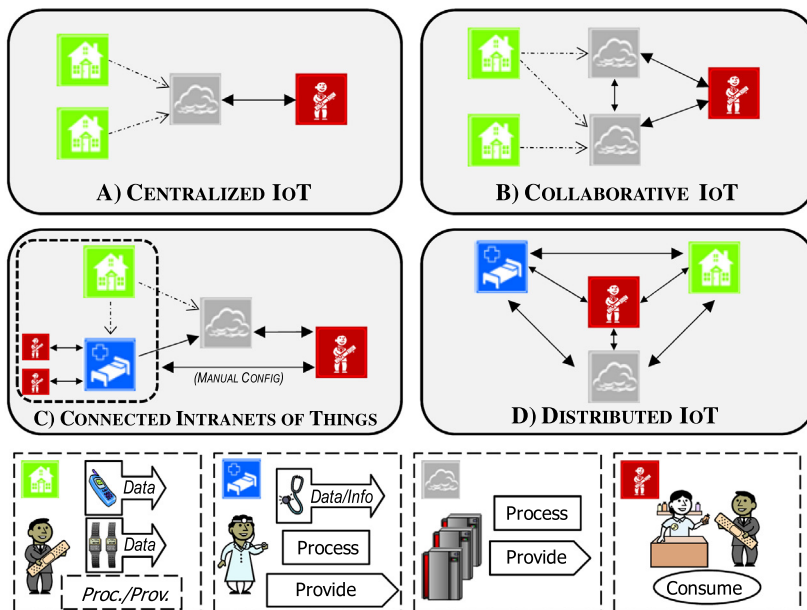 A) CENTRALIZED IOT
B) COLLABORATIVE IOT
(MANUAL CONFIG)
C) CONNECTED INTRANETS OF THINGS
D) DISTRIBUTED IOT
Data
Data
Proc./Prov.
Data/Info
Process
Provide
Process
Provide
Consume